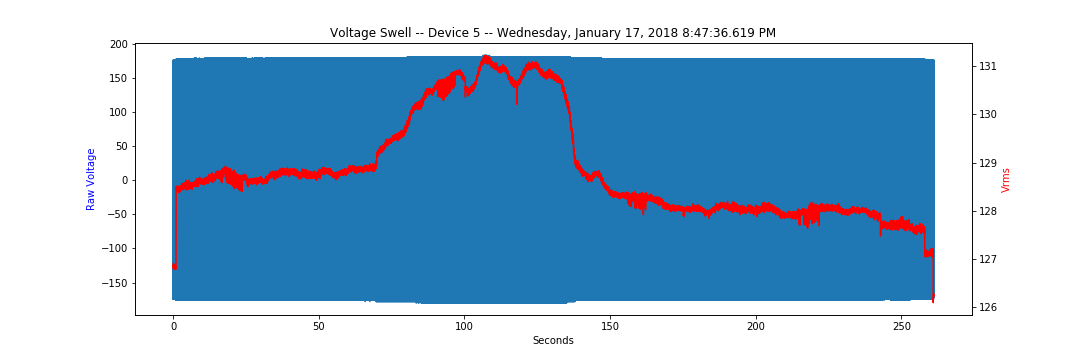 Voltage Swell -- Device 5 -- Wednesday, January 17, 2018 8:47:36.619 PM
200
150
100
50
0
−50
−100
−150
Raw Voltage
131
130
129
128
127
126
Vrms
0 50 100 150 200 250
Seconds